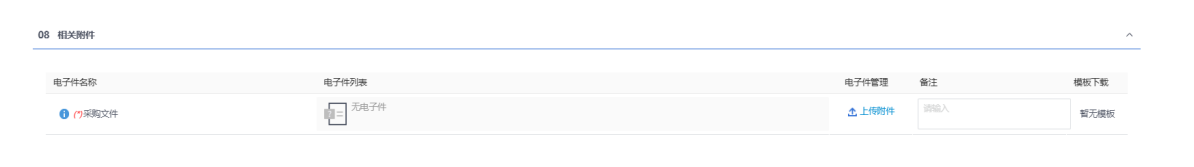 08 相关附件
电子件名称 电子件列表 电子件管理 备注 模板下载
(*)采购文件 无电子件 上传附件 请输入 暂无模板